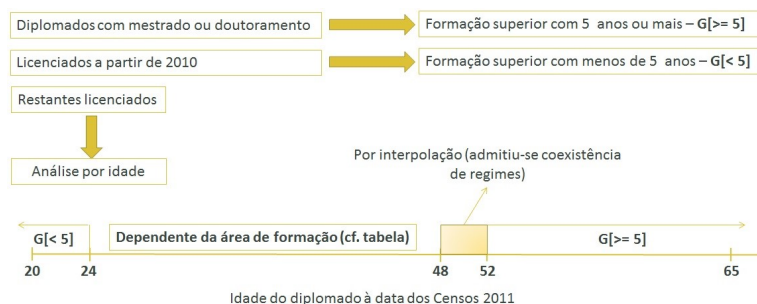 Diplomados com mestrado ou doutoramento
Formação superior com 5 anos ou mais – G[>= 5]
Licenciados a partir de 2010
Formação superior com menos de 5 anos – G[< 5]
Restantes licenciados
Análise por idade
Por interpolação (admitiu-se coexistência
de regimes)
G[< 5]
Dependente da área de formação (cf. tabela)
G[>= 5]
20
24
48
52
65
Idade do diplomado à data dos Censos 2011